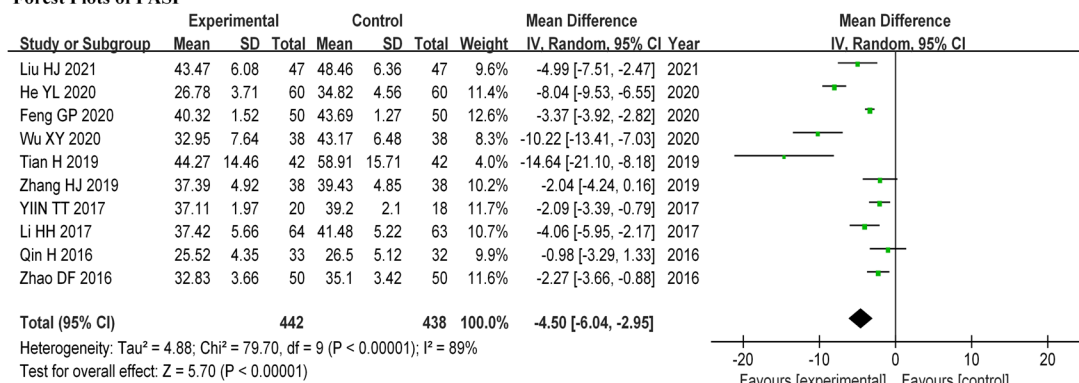 Forest Plots of PASP
Experimental Control Mean Difference Mean Difference
Study or Subgroup Mean SD Total Mean SD Total Weight IV, Random, 95% CI Year IV, Random, 95% CI
Liu HJ 2021 43.47 6.08 47 48.46 6.36 47 9.6% -4.99 [-7.51, -2.47] 2021
He YL 2020 26.78 3.71 60 34.82 4.56 60 11.4% -8.04 [-9.53, -6.55] 2020
Feng GP 2020 40.32 1.52 50 43.69 1.27 50 12.6% -3.37 [-3.92, -2.82] 2020
Wu XY 2020 32.95 7.64 38 43.17 6.48 38 8.3% -10.22 [-13.41, -7.03] 2020
Tian H 2019 44.27 14.46 42 58.91 15.71 42 4.0% -14.64 [-21.10, -8.18] 2019
Zhang HJ 2019 37.39 4.92 38 39.43 4.85 38 10.2% -2.04 [-4.24, 0.16] 2019
YIIN TT 2017 37.11 1.97 20 39.2 2.1 18 11.7% -2.09 [-3.39, -0.79] 2017
Li HH 2017 37.42 5.66 64 41.48 5.22 63 10.7% -4.06 [-5.95, -2.17] 2017
Qin H 2016 25.52 4.35 33 26.5 5.12 32 9.9% -0.98 [-3.29, 1.33] 2016
Zhao DF 2016 32.83 3.66 50 35.1 3.42 50 11.6% -2.27 [-3.66, -0.88] 2016
Total (95% CI) 442 438 100.0% -4.50 [-6.04, -2.95]
Heterogeneity: Tau² = 4.88; Chi² = 79.70, df = 9 (P < 0.00001); I² = 89%
Test for overall effect: Z = 5.70 (P < 0.00001)
-20 -10 0 10 20
Favours [experimental] Favours [control]